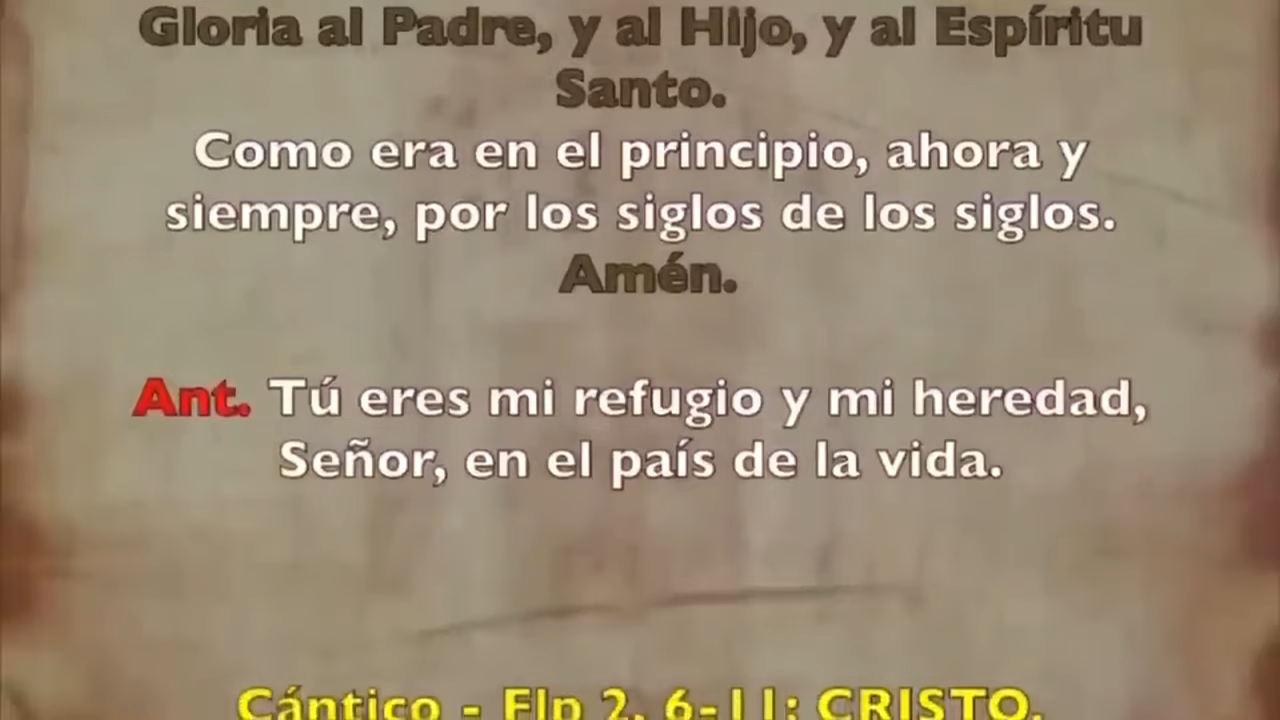 Gloria al Padre, y al Hijo, y al Espíritu
Santo.
Como era en el principio, ahora y
siempre, por los siglos de los siglos.
Amén.
Ant. Tú eres mi refugio y mi heredad,
Señor, en el país de la vida.
Cántico - Flp 2, 6-11: CRISTO,